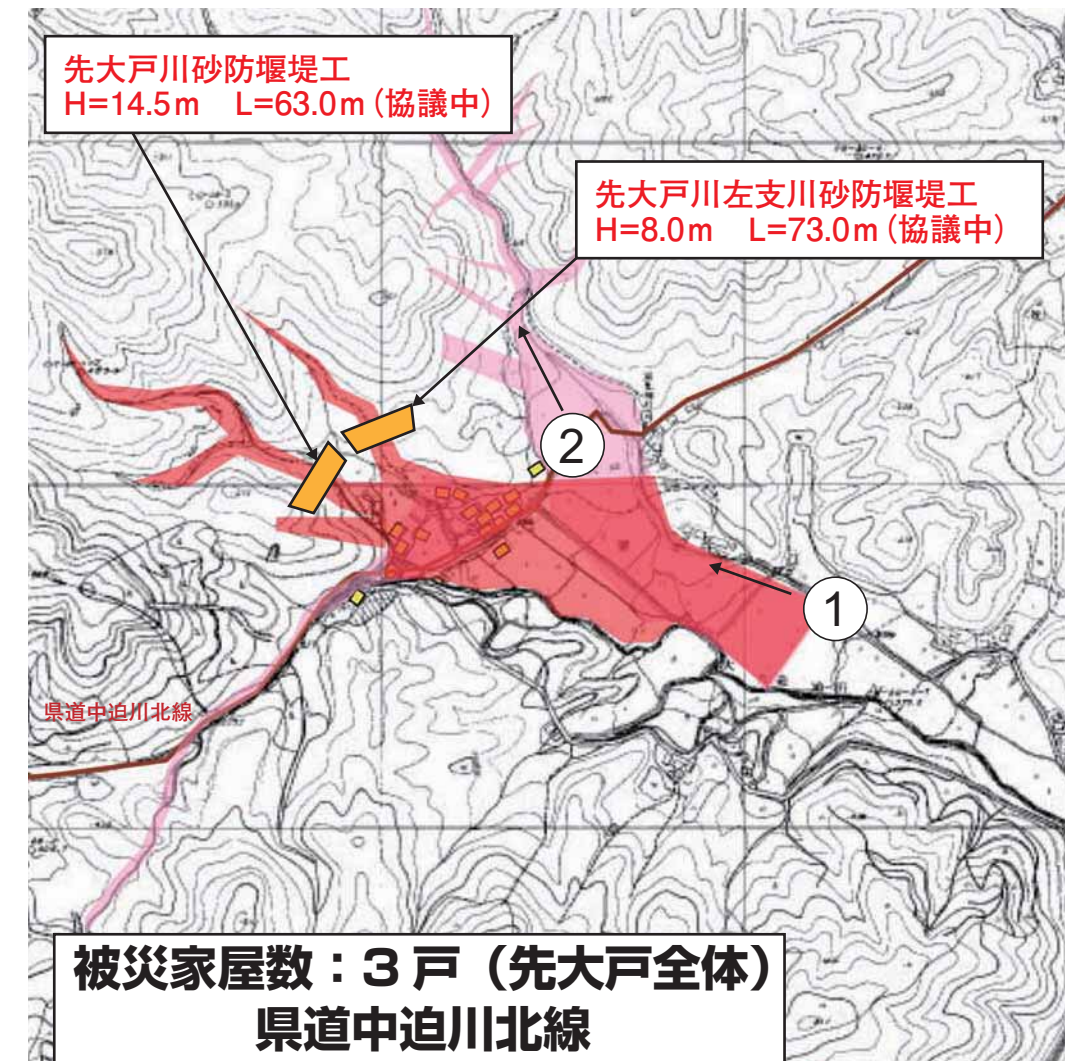 先大戸川砂防堰堤工
H=14.5m L=63.0m(協議中)
先大戸川左支川砂防堰堤工
H=8.0m L=73.0m(協議中)
②
①
県道中迫川北線
被災家屋数：3戸（先大戸全体）
県道中迫川北線